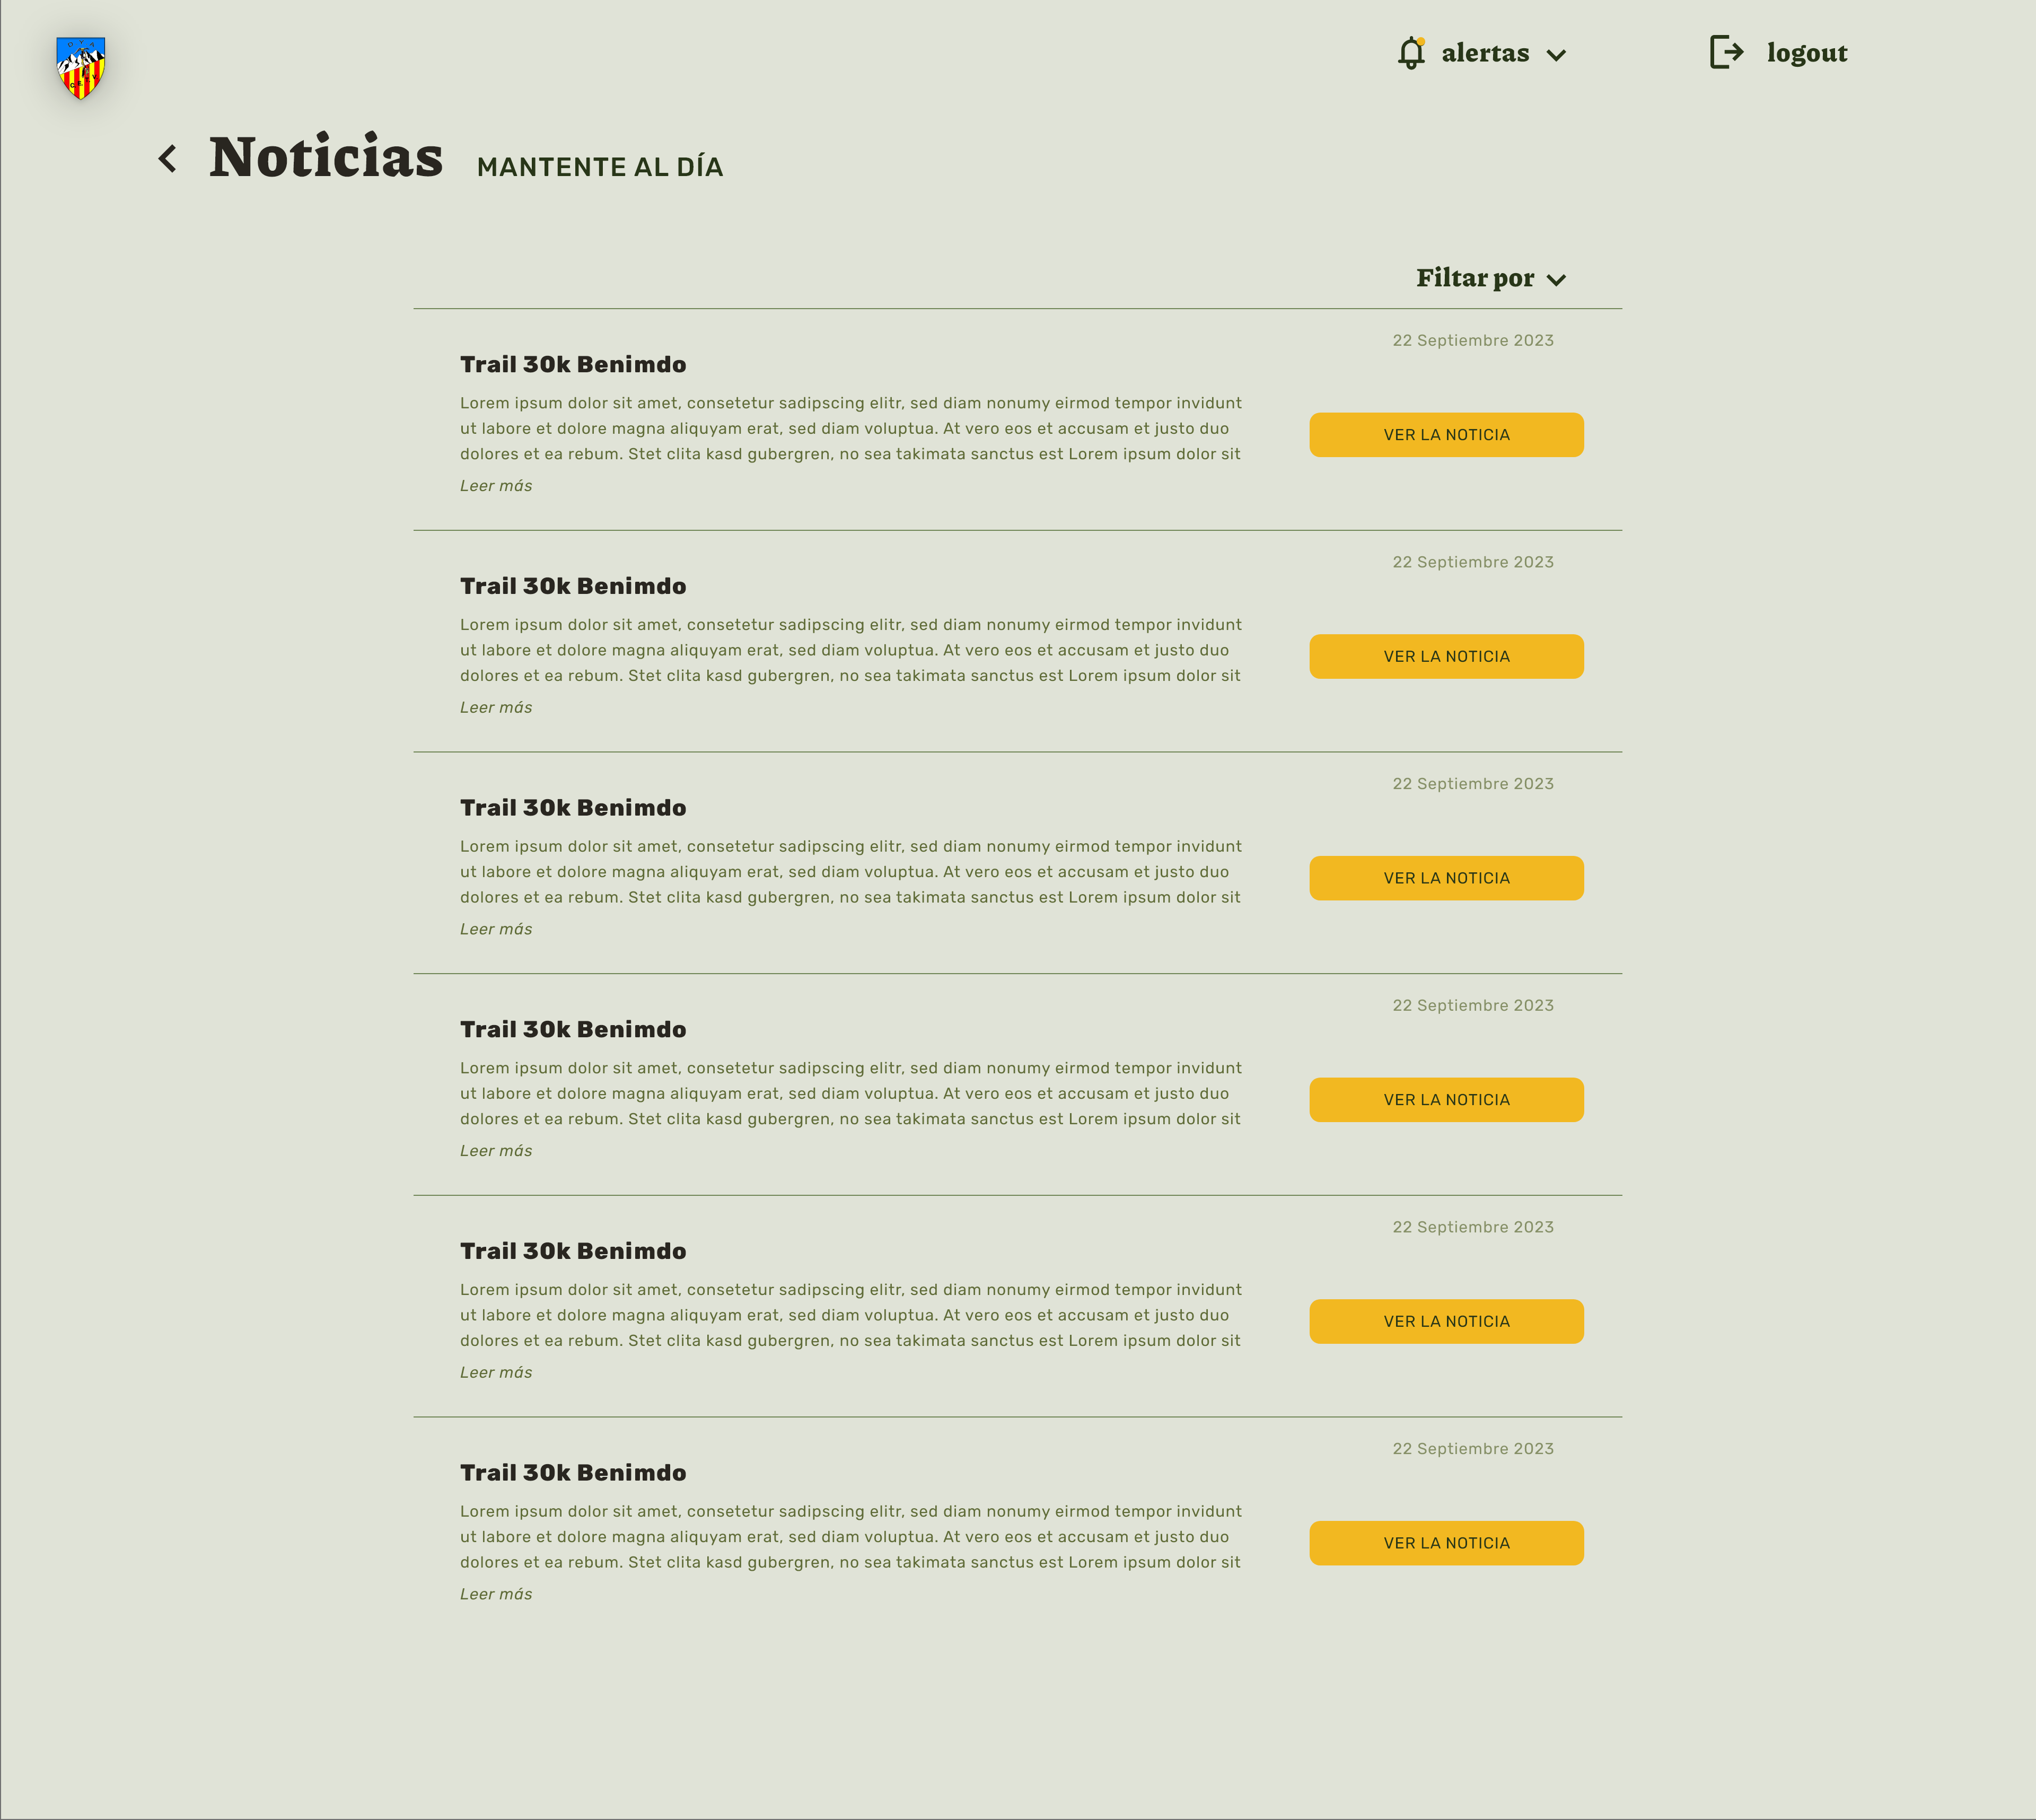 alertas
logout
Noticias
MANTENTE AL DÍA
Filtar por
22 Septiembre 2023
Trail 30k Benimdo
Lorem ipsum dolor sit amet, consetetur sadipscing elitr, sed diam nonumy eirmod tempor invidunt
ut labore et dolore magna aliquyam erat, sed diam voluptua. At vero eos et accusam et justo duo
dolores et ea rebum. Stet clita kasd gubergren, no sea takimata sanctus est Lorem ipsum dolor sit
Leer más
VER LA NOTICIA
22 Septiembre 2023
Trail 30k Benimdo
Lorem ipsum dolor sit amet, consetetur sadipscing elitr, sed diam nonumy eirmod tempor invidunt
ut labore et dolore magna aliquyam erat, sed diam voluptua. At vero eos et accusam et justo duo
dolores et ea rebum. Stet clita kasd gubergren, no sea takimata sanctus est Lorem ipsum dolor sit
Leer más
VER LA NOTICIA
22 Septiembre 2023
Trail 30k Benimdo
Lorem ipsum dolor sit amet, consetetur sadipscing elitr, sed diam nonumy eirmod tempor invidunt
ut labore et dolore magna aliquyam erat, sed diam voluptua. At vero eos et accusam et justo duo
dolores et ea rebum. Stet clita kasd gubergren, no sea takimata sanctus est Lorem ipsum dolor sit
Leer más
VER LA NOTICIA
22 Septiembre 2023
Trail 30k Benimdo
Lorem ipsum dolor sit amet, consetetur sadipscing elitr, sed diam nonumy eirmod tempor invidunt
ut labore et dolore magna aliquyam erat, sed diam voluptua. At vero eos et accusam et justo duo
dolores et ea rebum. Stet clita kasd gubergren, no sea takimata sanctus est Lorem ipsum dolor sit
Leer más
VER LA NOTICIA
22 Septiembre 2023
Trail 30k Benimdo
Lorem ipsum dolor sit amet, consetetur sadipscing elitr, sed diam nonumy eirmod tempor invidunt
ut labore et dolore magna aliquyam erat, sed diam voluptua. At vero eos et accusam et justo duo
dolores et ea rebum. Stet clita kasd gubergren, no sea takimata sanctus est Lorem ipsum dolor sit
Leer más
VER LA NOTICIA
22 Septiembre 2023
Trail 30k Benimdo
Lorem ipsum dolor sit amet, consetetur sadipscing elitr, sed diam nonumy eirmod tempor invidunt
ut labore et dolore magna aliquyam erat, sed diam voluptua. At vero eos et accusam et justo duo
dolores et ea rebum. Stet clita kasd gubergren, no sea takimata sanctus est Lorem ipsum dolor sit
Leer más
VER LA NOTICIA